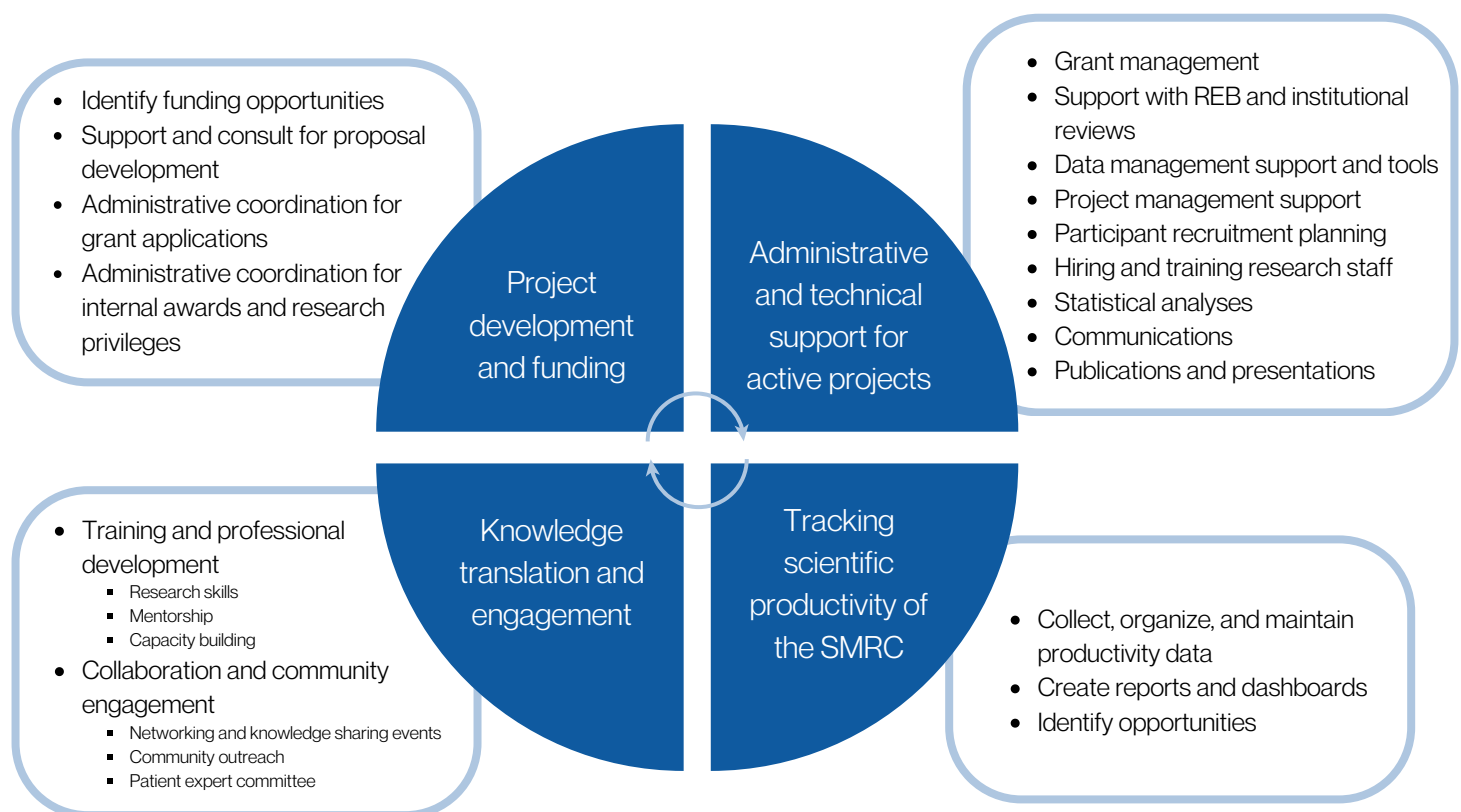 Identify funding opportunities
Support and consult for proposal
development
Administrative coordination for
grant applications
Administrative coordination for
internal awards and research
privileges
Project
development
and funding
Administrative
and technical
support for
active projects
Grant management
Support with REB and institutional
reviews
Data management support and tools
Project management support
Participant recruitment planning
Hiring and training research staff
Statistical analyses
Communications
Publications and presentations
Training and professional
development
Research skills
Mentorship
Capacity building
Collaboration and community
engagement
Networking and knowledge sharing events
Community outreach
Patient expert committee
Knowledge
translation and
engagement
Tracking
scientific
productivity of
the SMRC
Collect, organize, and maintain
productivity data
Create reports and dashboards
Identify opportunities